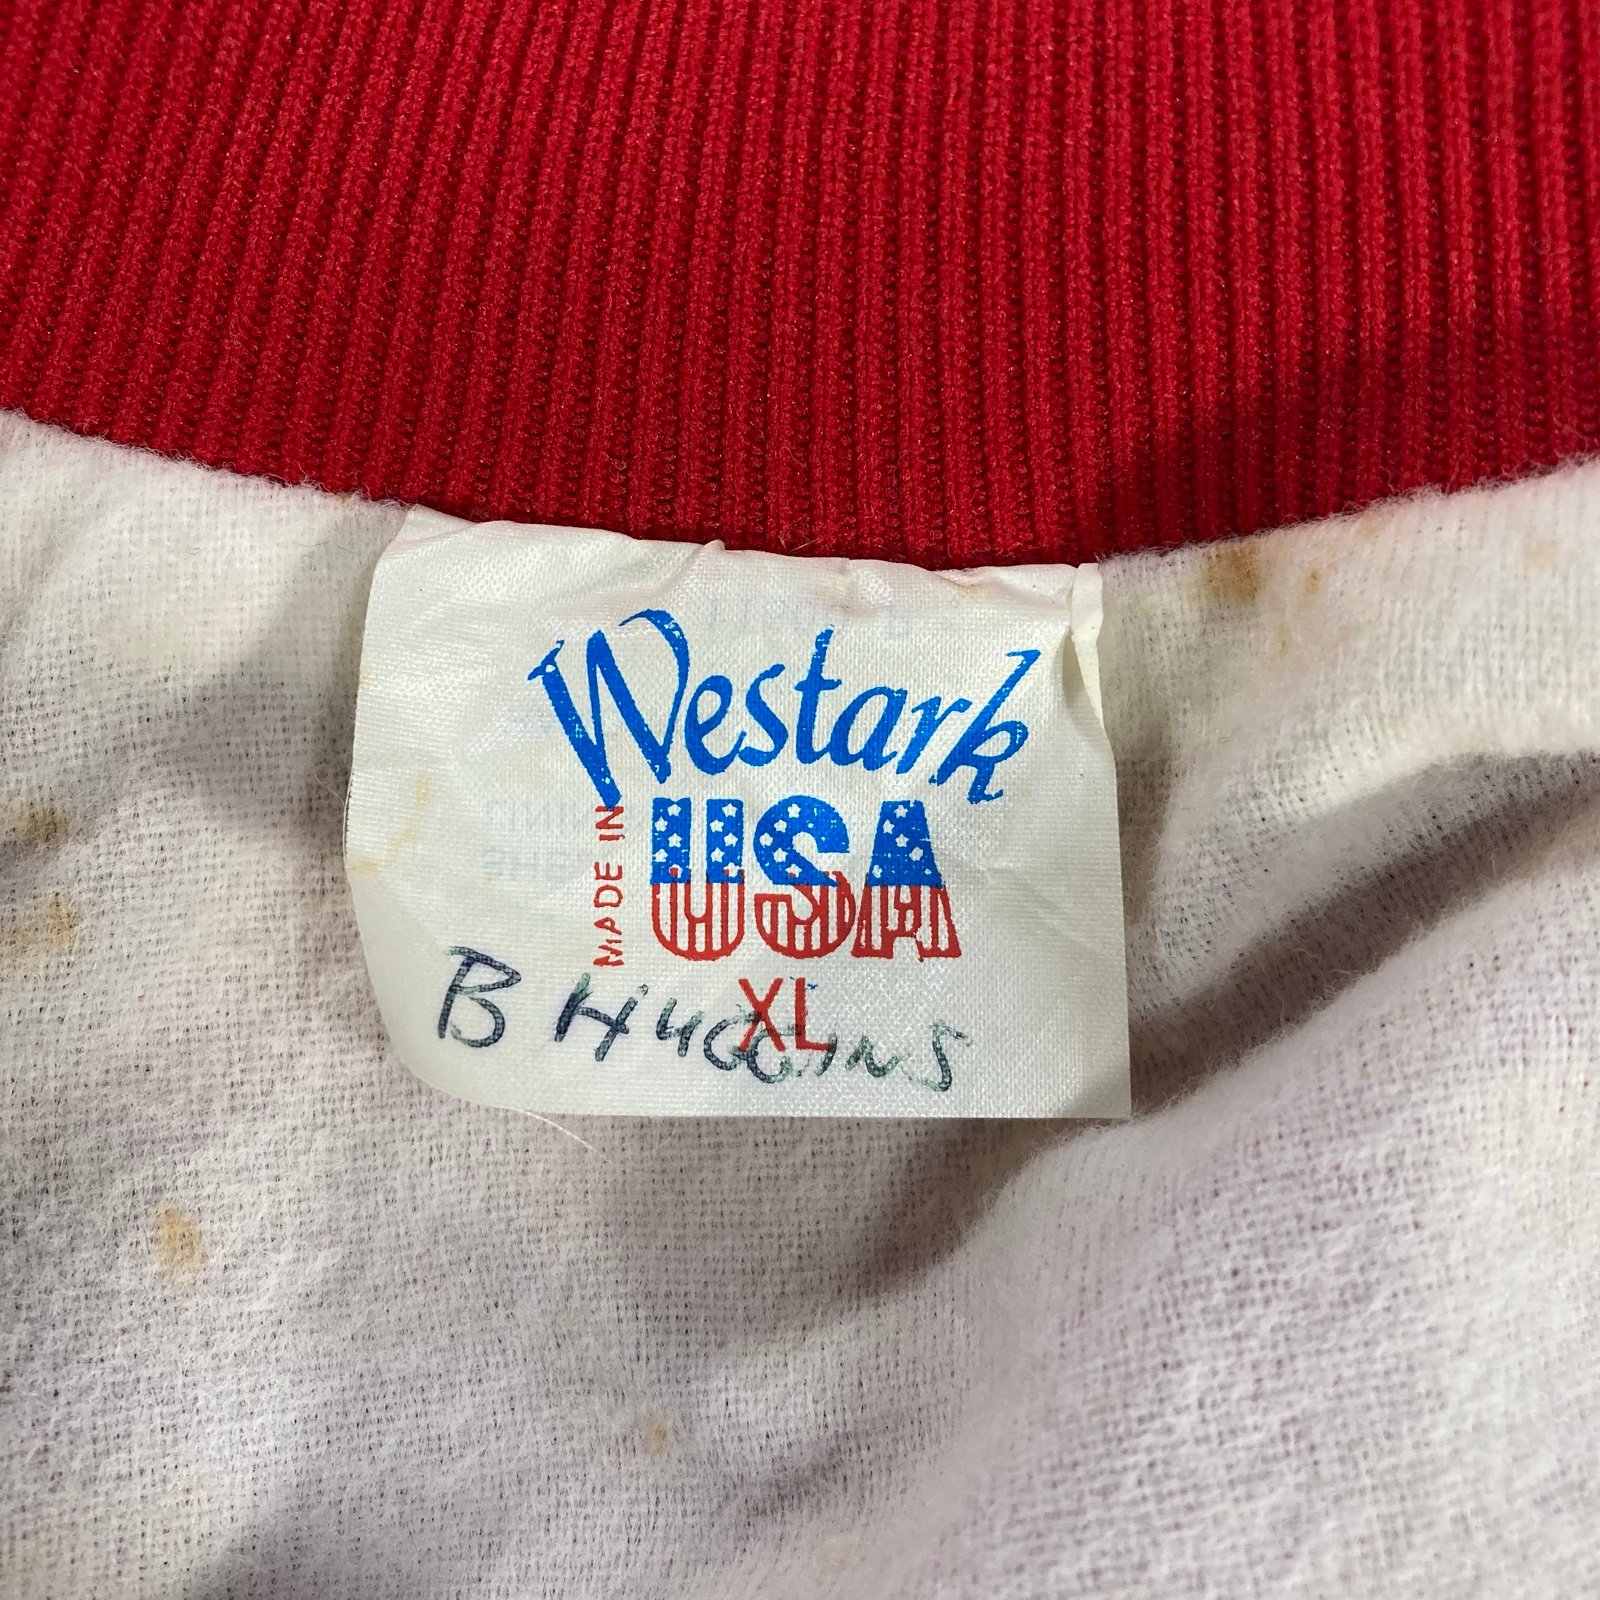 Westark
MADE IN USA
XL
B HUGGINS